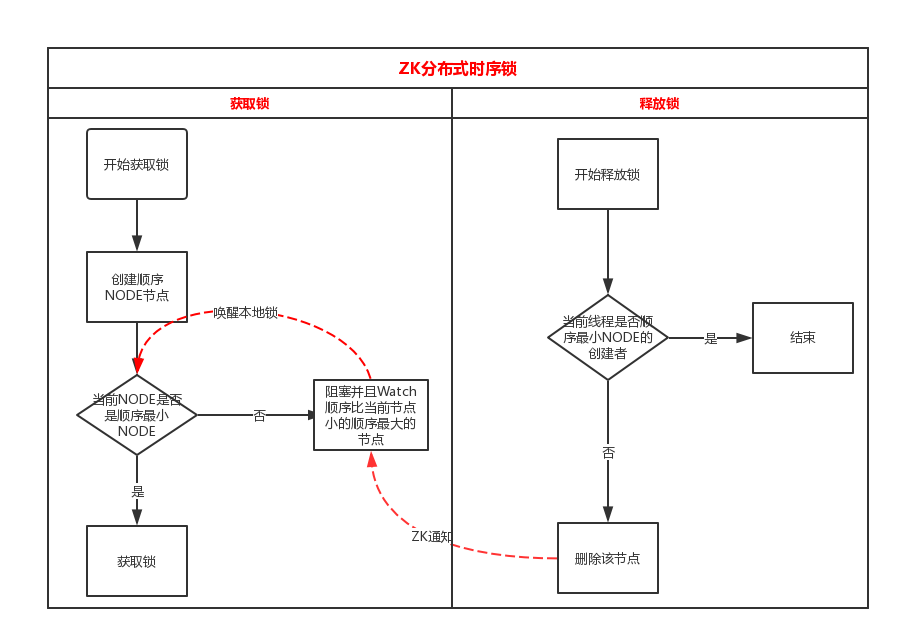 ZK分布式时序锁
获取锁
释放锁
开始获取锁
创建顺序
NODE节点
唤醒本地锁
当前NODE是否
是顺序最小
NODE
否
阻塞并且Watch
顺序比当前节点
小的顺序最大的
节点
是
获取锁
ZK通知
开始释放锁
当前线程是否顺
序最小NODE的
创建者
是
结束
否
删除该节点